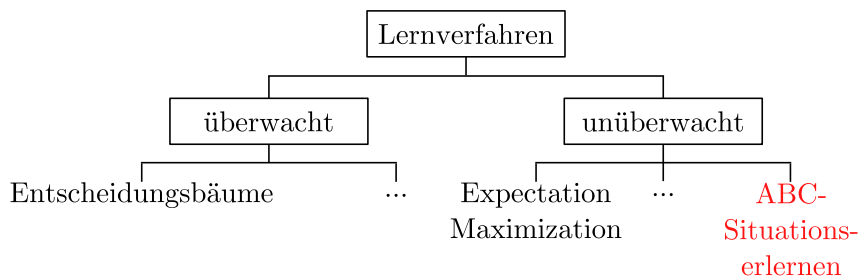 Lernverfahren
überwacht
unüberwacht
Entscheidungsbäume
...
Expectation
Maximization
...
ABC-
Situations-
erlernen